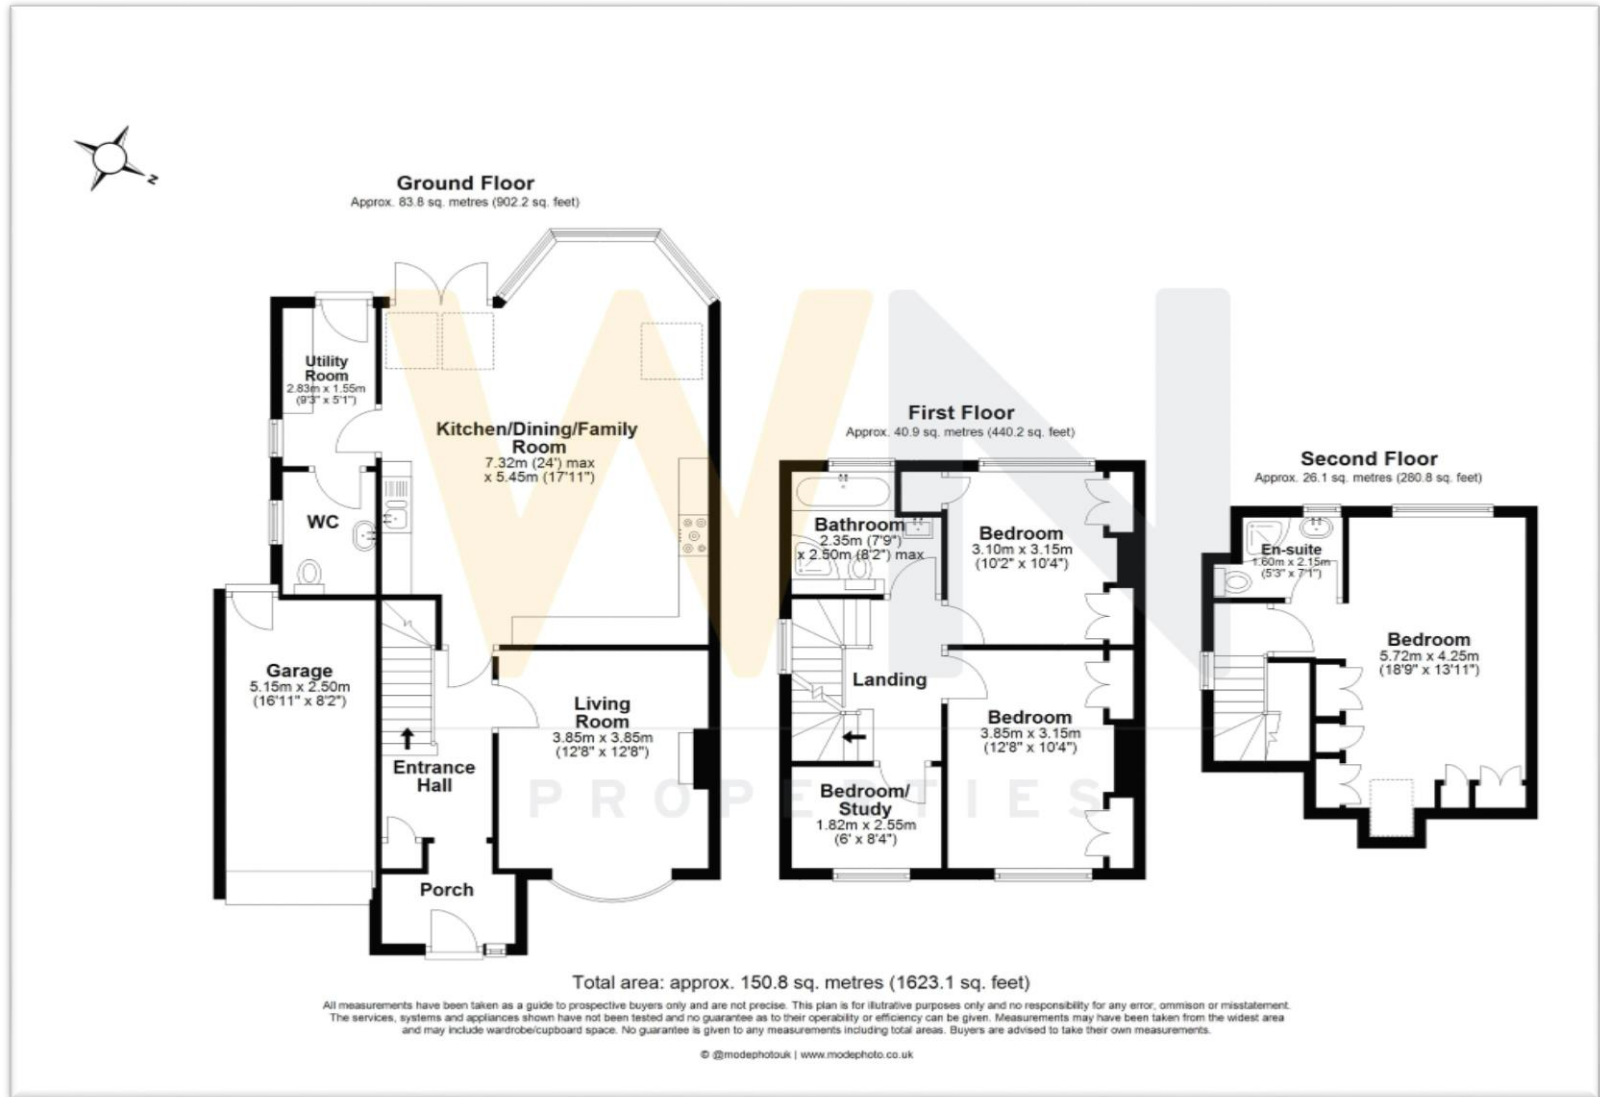 N
Ground Floor
Approx. 83.8 sq. metres (902.2 sq. feet)
Utility
Room
2.83m x 1.55m
(9'3" x 5'1")
Kitchen/Dining/Family
Room
7.32m (24') max
x 5.45m (17'11")
WC
Garage
5.15m x 2.50m
(16'11" x 8'2")
Living
Room
3.85m x 3.85m
(12'8" x 12'8")
Entrance
Hall
Porch
First Floor
Approx. 40.9 sq. metres (440.2 sq. feet)
Bathroom
2.35m (7'9")
x 2.50m (8'2") max
Bedroom
3.10m x 3.15m
(10'2" x 10'4")
Landing
Bedroom
3.85m x 3.15m
(12'8" x 10'4")
Bedroom/
Study
1.82m x 2.55m
(6' x 8'4")
Second Floor
Approx. 26.1 sq. metres (280.8 sq. feet)
En-suite
1.60m x 2.15m
(5'3" x 7'1")
Bedroom
5.72m x 4.25m
(18'9" x 13'11")
WN
PROPERTIES
Total area: approx. 150.8 sq. metres (1623.1 sq. feet)
All measurements have been taken as a guide to prospective buyers only and are not precise. This plan is for illutrative purposes only and no responsibility for any error, ommison or misstatement.
The services, systems and appliances shown have not been tested and no guarantee as to their operability or efficiency can be given. Measurements may have been taken from the widest area
and may include wardrobe/cupboard space. No guarantee is given to any measurements including total areas. Buyers are advised to take their own measurements.
© @modephotouk | www.modephoto.co.uk